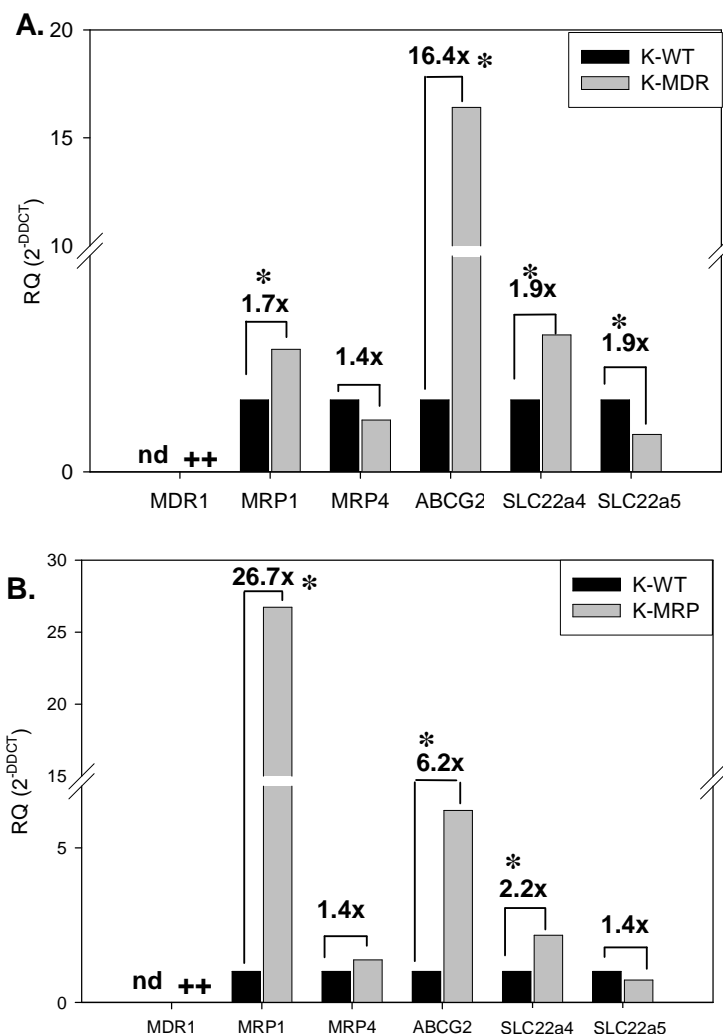 A.
20
16.4x *
K-WT
K-MDR
15
RQ (2-DDCT)
10
*
1.7x
1.4x
*
1.9x
*
1.9x
nd ++
0
MDR1 MRP1 MRP4 ABCG2 SLC22a4 SLC22a5
B.
30
26.7x *
K-WT
K-MRP
25
20
RQ (2-DDCT)
15
*
6.2x
5
*
2.2x
1.4x
1.4x
nd ++
0
MDR1 MRP1 MRP4 ABCG2 SLC22a4 SLC22a5